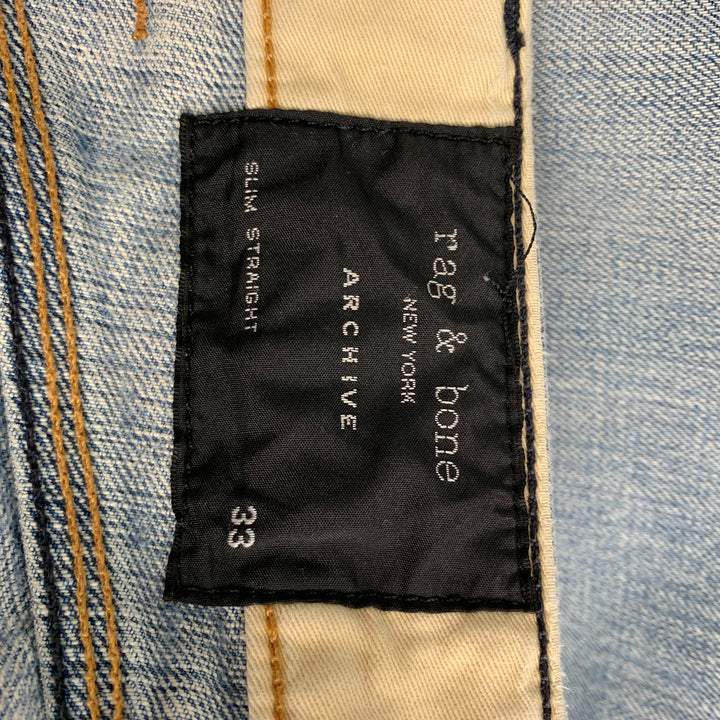 rag & bone
NEW YORK
ARCHIVE
SLIM STRAIGHT
33